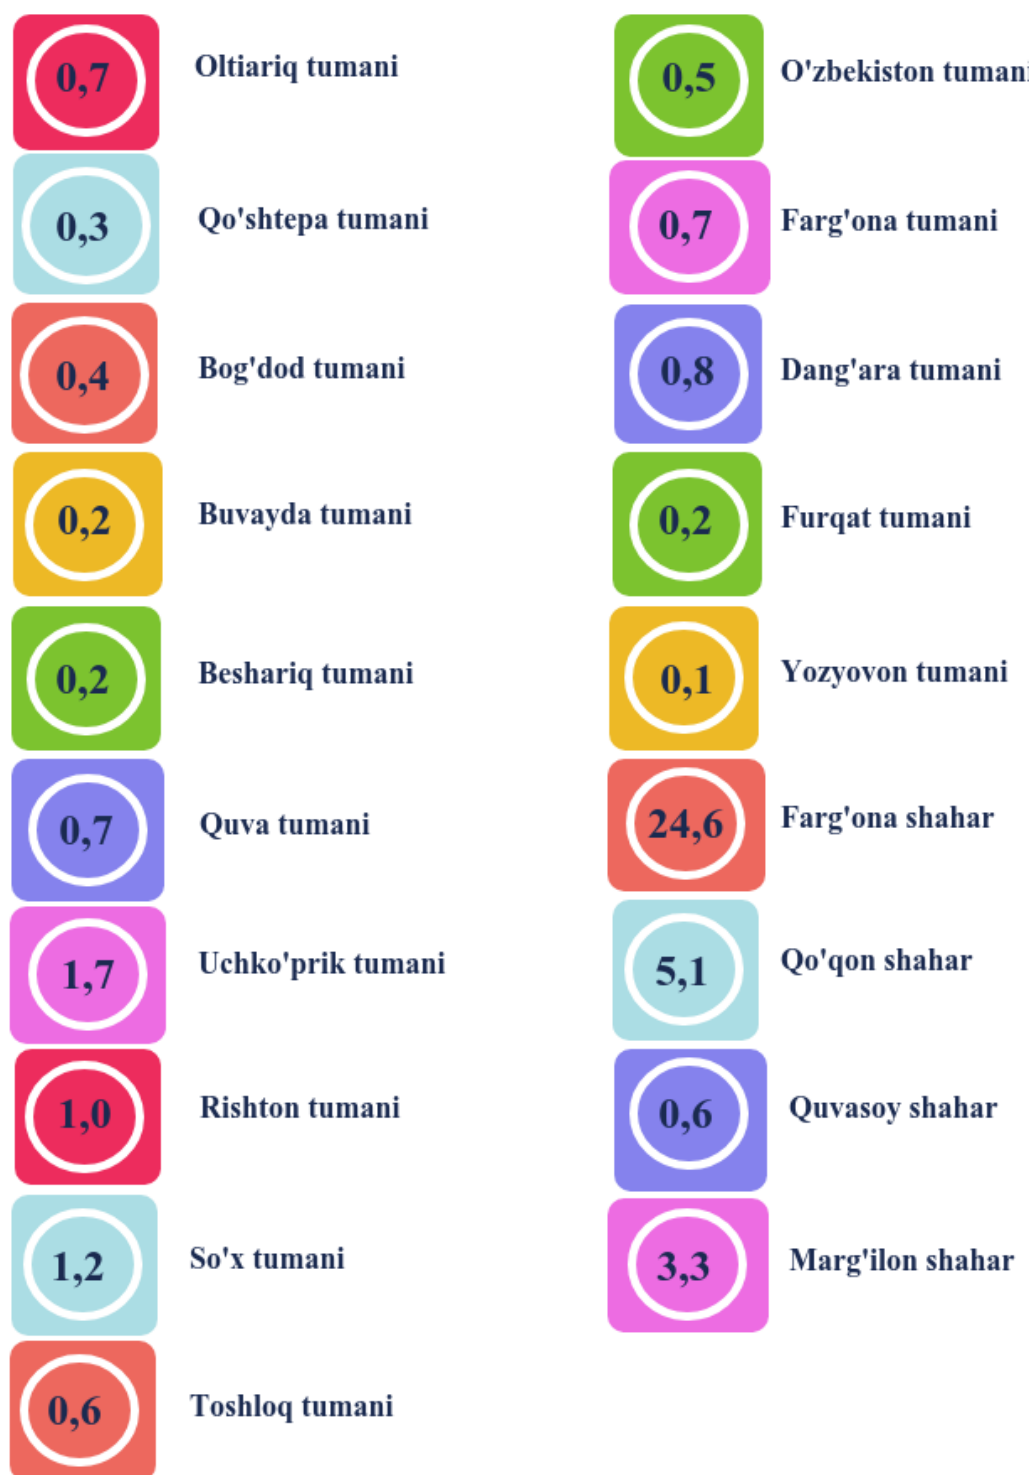 0,7 Oltiariq tumani
0,3 Qo'shtepa tumani
0,4 Bog'dod tumani
0,2 Buvayda tumani
0,2 Beshariq tumani
0,7 Quva tumani
1,7 Uchko'prik tumani
1,0 Rishton tumani
1,2 So'x tumani
0,6 Toshloq tumani
0,5 O'zbekiston tumani
0,7 Farg'ona tumani
0,8 Dang'ara tumani
0,2 Furqat tumani
0,1 Yozyovon tumani
24,6 Farg'ona shahar
5,1 Qo'qon shahar
0,6 Quvasoy shahar
3,3 Marg'ilon shahar